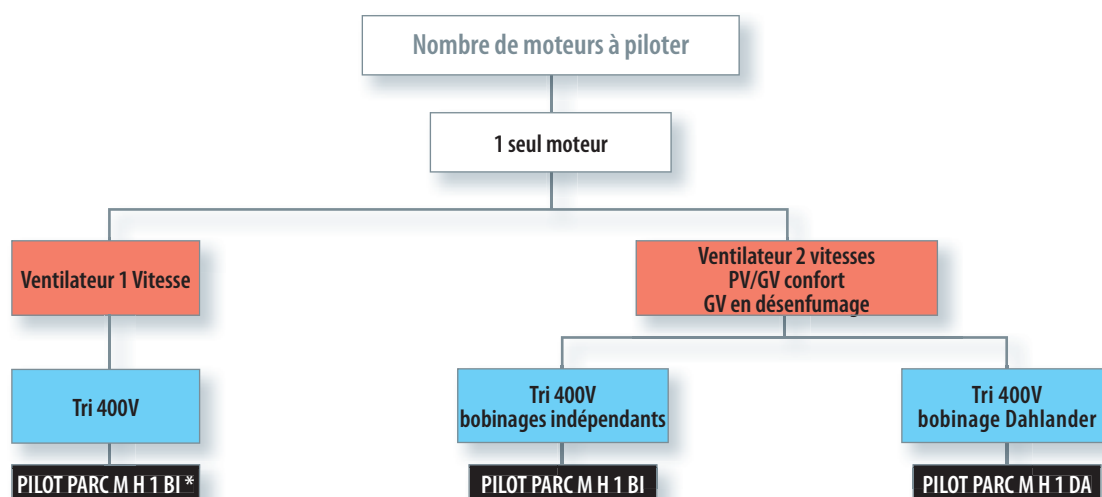 Nombre de moteurs à piloter
1 seul moteur
Ventilateur 1 Vitesse
Ventilateur 2 vitesses
PV/GV confort
GV en désenfumage
Tri 400V
Tri 400V
bobinages indépendants
Tri 400V
bobinage Dahlander
PILOT PARC M H 1 BI *
PILOT PARC M H 1 BI
PILOT PARC M H 1 DA